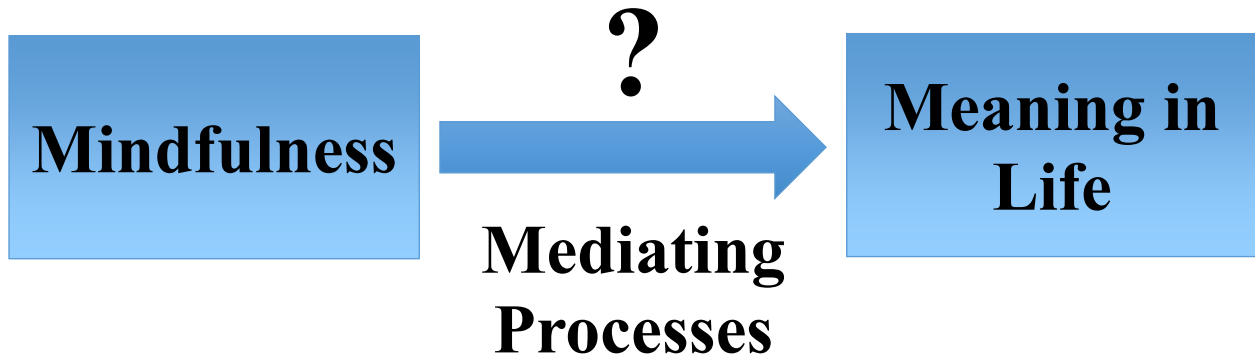 Mindfulness
?
Mediating
Processes
Meaning in
Life